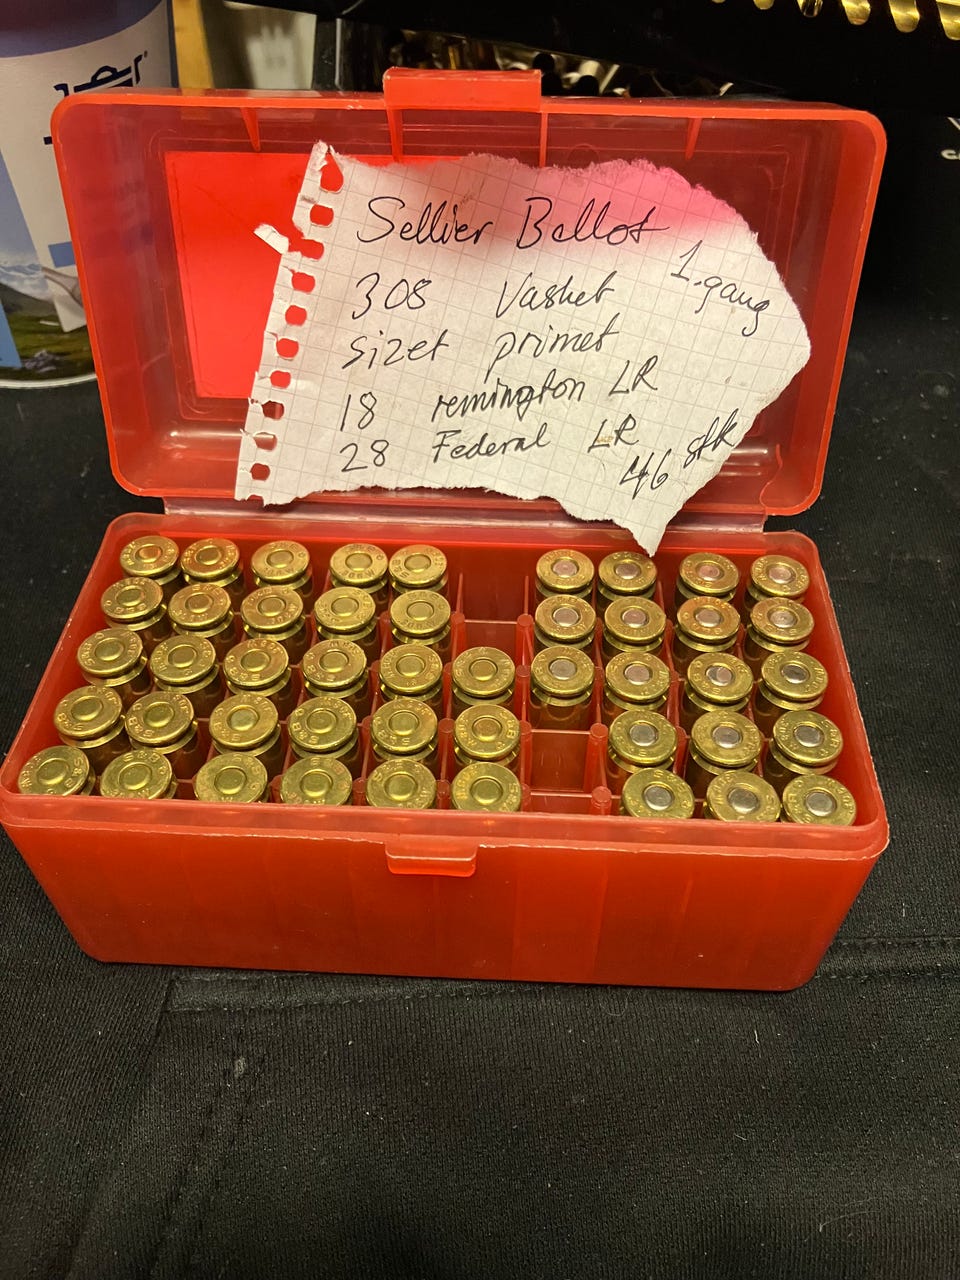 Sellier Bellot
1.gang
308 Vasket
sizet primet
18 remington LR
28 Federal LR
46 stk